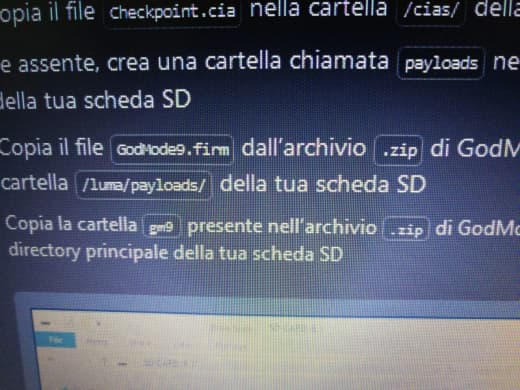 opia il file Checkpoint.cia nella cartella /cias/ della
e assente, crea una cartella chiamata payloads ne
della tua scheda SD
Copia il file GodMode9.firm dall'archivio .zip di GodM
cartella /luma/payloads/ della tua scheda SD
Copia la cartella gm9 presente nell'archivio .zip di GodMo
directory principale della tua scheda SD
File